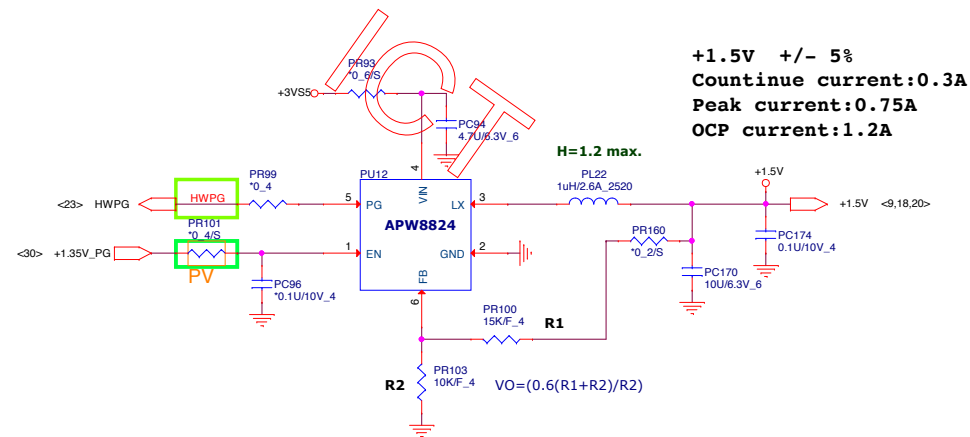 +1.5V +/- 5%
Countinue current:0.3A
Peak current:0.75A
OCP current:1.2A
ICT
PR93
*0_6/S
+3VS5
PC94
4.7U/6.3V_6
H=1.2 max.
PU12
4
VIN
PL22
1uH/2.6A_2520
+1.5V
PR99
*0_4
<23> HWPG
HWPG
5
PG
LX
3
+1.5V <9,18,20>
APW8824
PR101
*0_4/S
<30> +1.35V_PG
PV
1
EN
GND
2
PR160
*0_2/S
PC174
0.1U/10V_4
PC96
*0.1U/10V_4
FB
6
PC170
10U/6.3V_6
PR100
15K/F_4
R1
PR103
10K/F_4
R2
VO=(0.6(R1+R2)/R2)